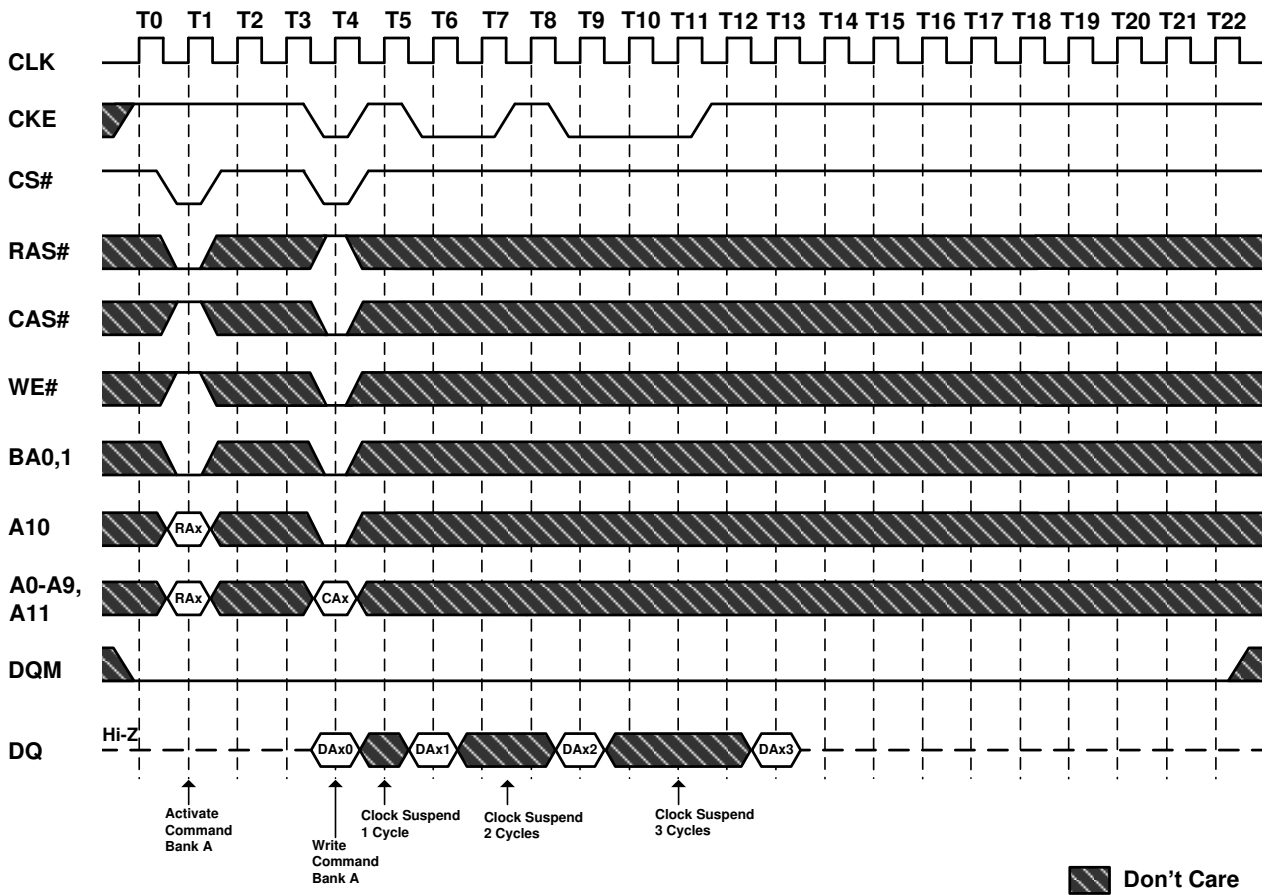 T0 T1 T2 T3 T4 T5 T6 T7 T8 T9 T10 T11 T12 T13 T14 T15 T16 T17 T18 T19 T20 T21 T22
CLK
CKE
CS#
RAS#
CAS#
WE#
BA0,1
A10 RAx
A0-A9, RAx CAx
A11
DQM
Hi-Z
DQ DAx0 DAx1 DAx2 DAx3
Activate
Command
Bank A
Write
Command
Bank A
Clock Suspend
1 Cycle
Clock Suspend
2 Cycles
Clock Suspend
3 Cycles
Don't Care